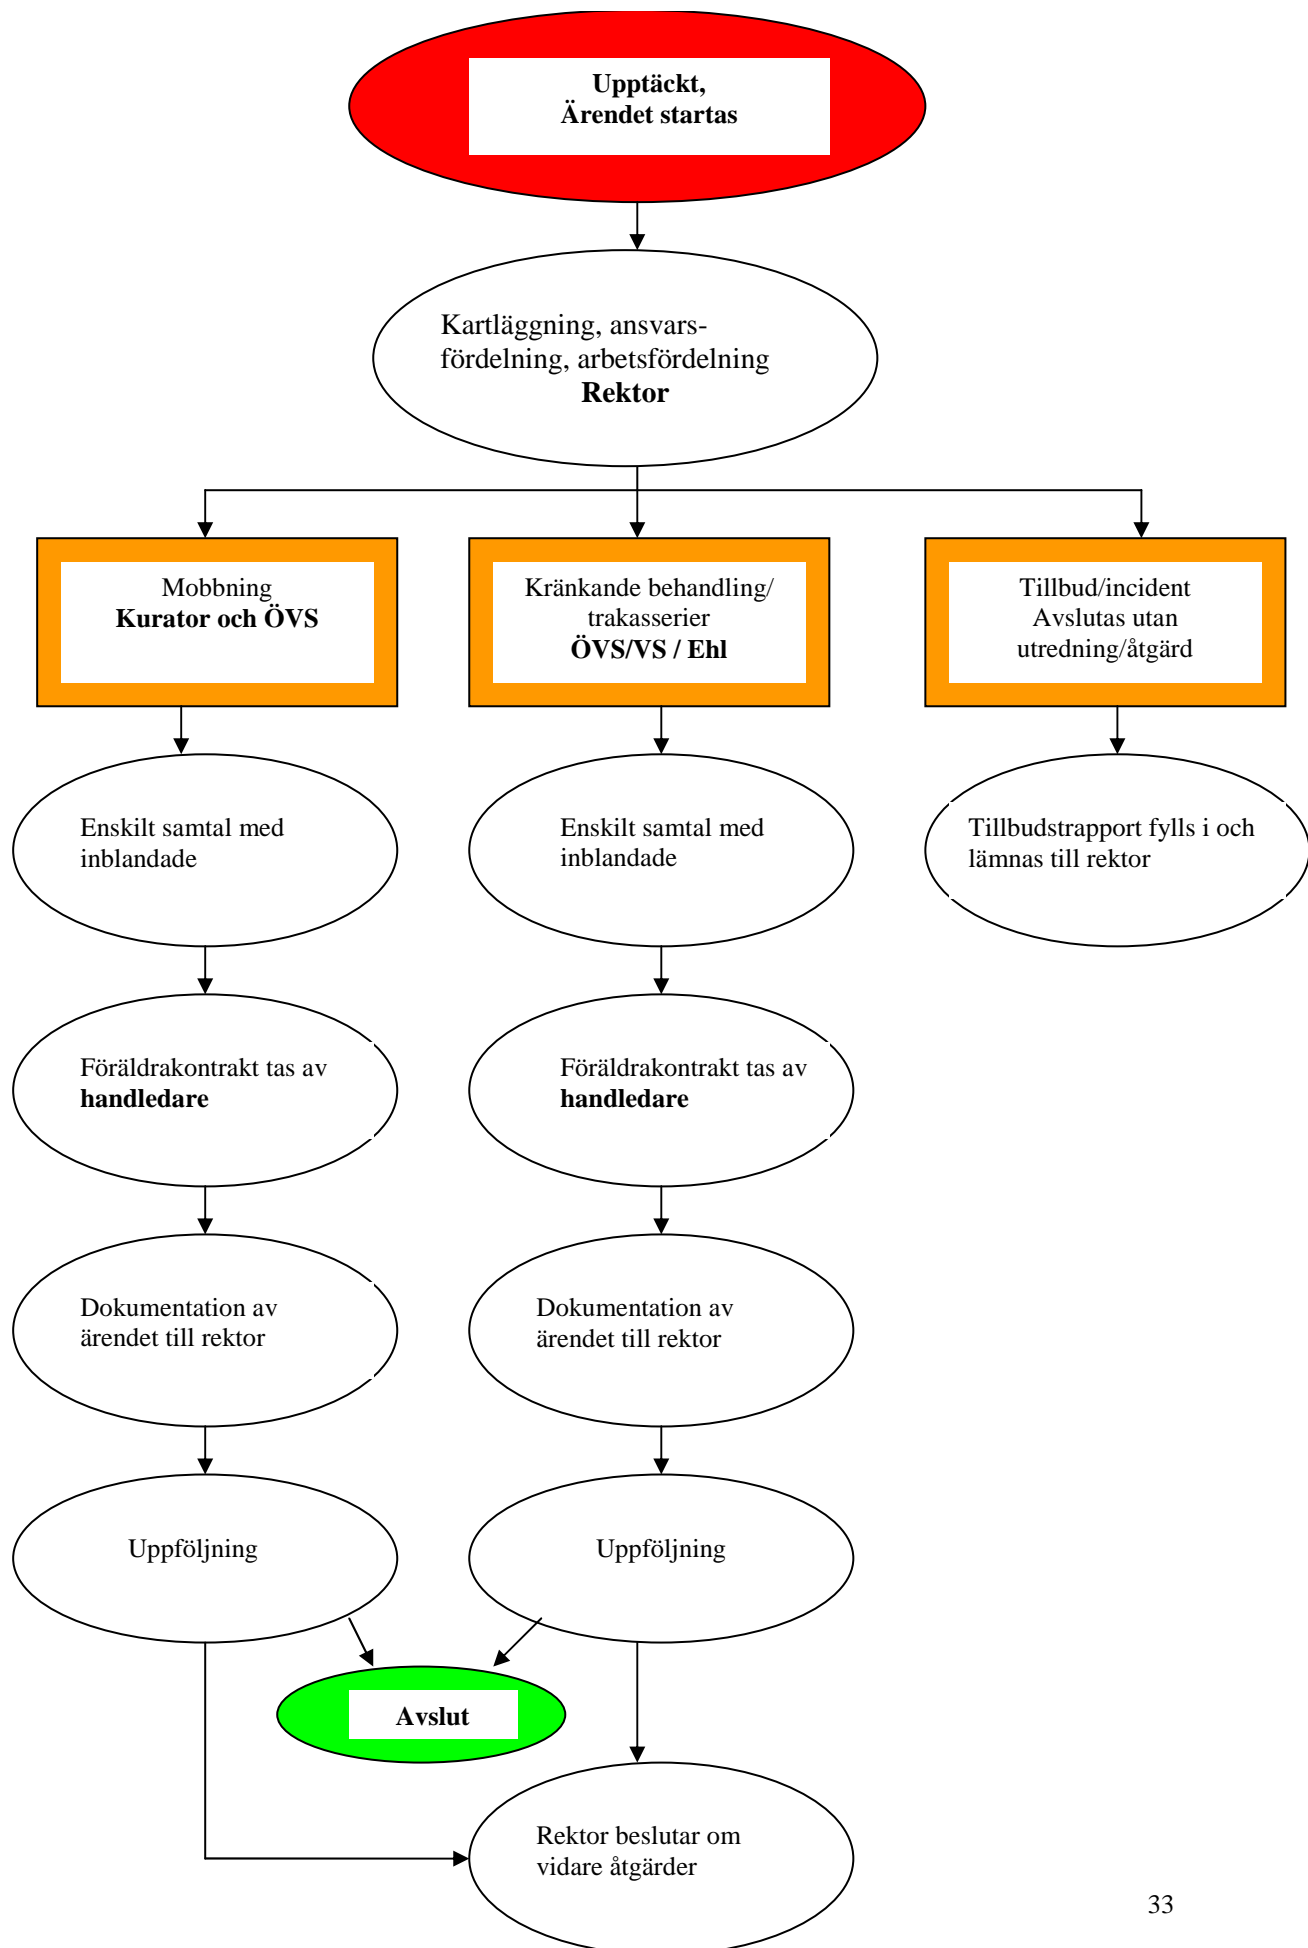 Upptäckt,
Ärendet startas
Kartläggning, ansvars-
fördelning, arbetsfördelning
Rektor
Mobbning
Kurator och ÖVS
Kränkande behandling/
trakasserier
ÖVS/VS / Ehl
Tillbud/incident
Avslutas utan
utredning/åtgärd
Enskilt samtal med
inblandade
Enskilt samtal med
inblandade
Tillbudstrapport fylls i och
lämnas till rektor
Föräldrakontrakt tas av
handledare
Föräldrakontrakt tas av
handledare
Dokumentation av
ärendet till rektor
Dokumentation av
ärendet till rektor
Uppföljning
Uppföljning
Avslut
Rektor beslutar om
vidare åtgärder
33